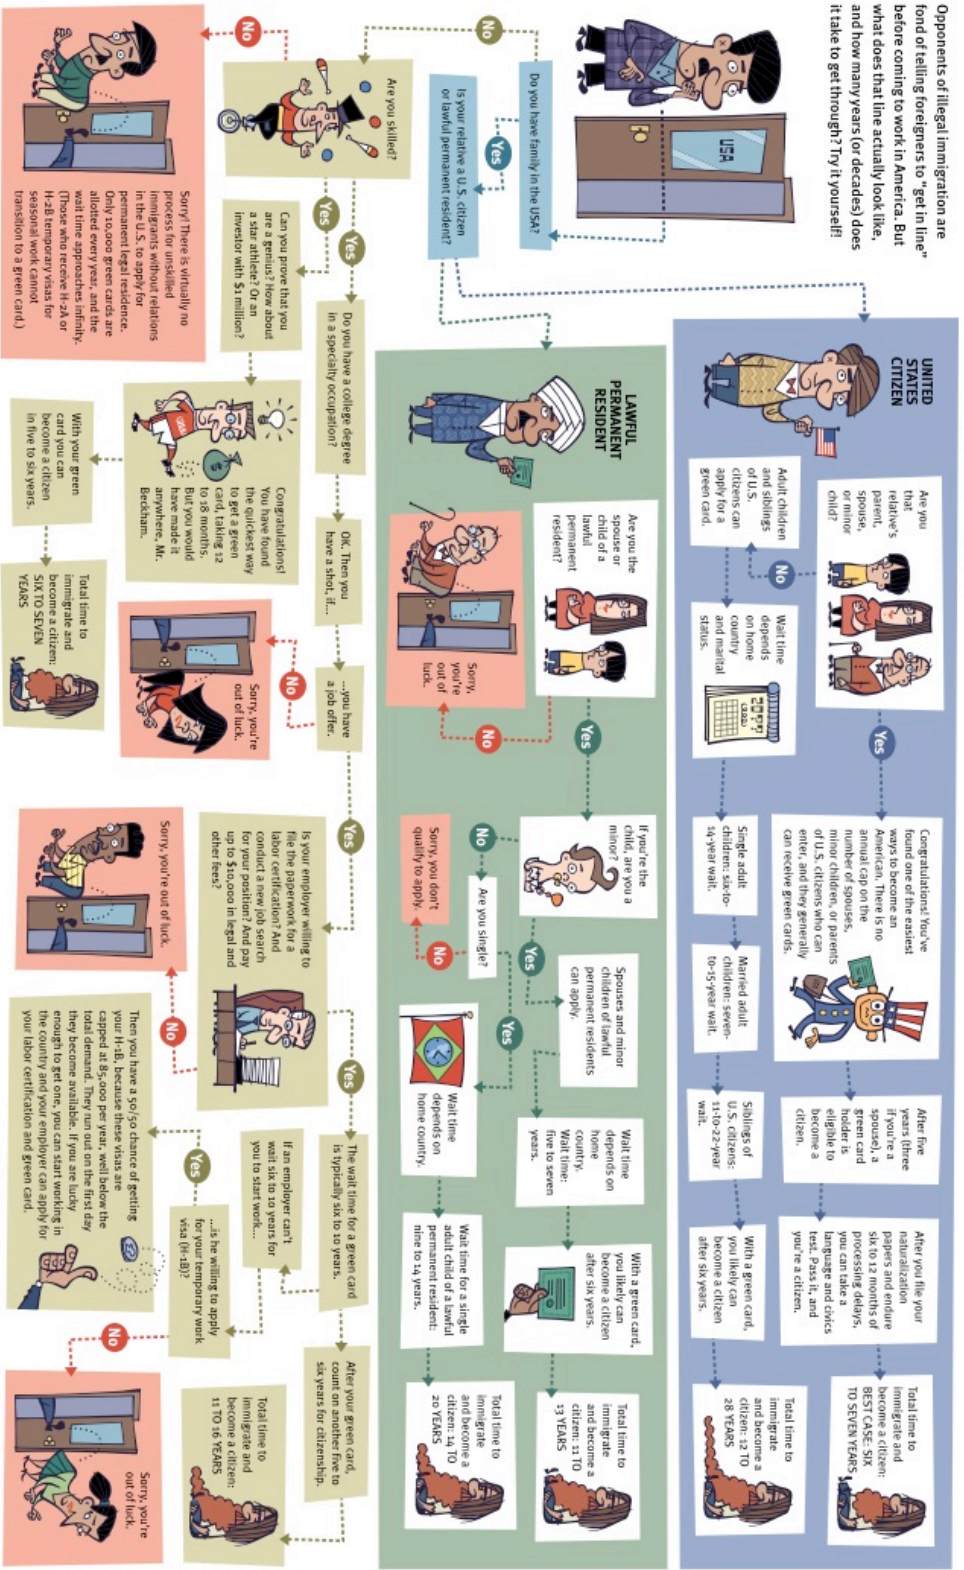 Opponents of illegal immigration are
fond of telling foreigners to "get in line"
before coming to work in America. But
what does that line actually look like,
and how many years (or decades) does
it take to get through? Try it yourself!
USA
Do you have family in the USA?
No
Yes
Is your relative a U.S. citizen
or lawful permanent resident?
UNITED
STATES
CITIZEN
Are you
that
relative's
parent,
spouse,
or minor
child?
Yes
Congratulations! You've
found one of the easiest
ways to become an
American. There is no
annual cap on the
number of spouses,
minor children, or parents
of U.S. citizens who can
enter, and they generally
can receive green cards.
After five
years (three
if you're a
spouse), a
green card
holder is
eligible to
become a
citizen.
After you file your
naturalization
papers and endure
six to 12 months of
processing delays,
you can take a
language and civics
test. Pass it, and
you're a citizen.
Total time to
immigrate and
become a citizen:
BEST CASE: SIX
TO SEVEN YEARS
No
Adult children
and siblings
of U.S.
citizens can
apply for a
green card.
Wait time
depends
on home
country
and marital
status.
Single adult
children: six-to-
14-year wait.
Married adult
children: seven-
to-15-year wait.
Siblings of
U.S. citizens:
11-to-22-year
wait.
With a green card,
you likely can
become a citizen
after six years.
Total time to
immigrate
and become a
citizen: 12 TO
28 YEARS
LAWFUL
PERMANENT
RESIDENT
Are you the
spouse or
child of a
lawful
permanent
resident?
No
Sorry,
you're
out of
luck.
Yes
If you're the
child, are you a
minor?
Yes
Spouses and minor
children of lawful
permanent residents
can apply.
Wait time
depends on
home
country.
Wait time:
five to seven
years.
With a green card,
you likely can
become a citizen
after six years.
Total time to
immigrate
and become a
citizen: 11 TO
13 YEARS
No
Are you single?
No
Sorry, you don't
qualify to apply.
Yes
Wait time
depends on
home country.
Wait time for a single
adult child of a lawful
permanent resident:
nine to 14 years.
Total time to
immigrate
and become a
citizen: 14 TO
20 YEARS
Are you skilled?
No
Sorry! There is virtually no
process for unskilled
immigrants without relations
in the U.S. to apply for
permanent legal residence.
Only 10,000 green cards are
allotted every year, and the
wait time approaches infinity.
(Those who receive H-2A or
H-2B temporary visas for
seasonal work cannot
transition to a green card.)
Yes
Can you prove that you
are a genius? How about
a star athlete? Or an
investor with $1 million?
Congratulations!
You have found
the quickest way
to get a green
card, taking 12
to 18 months.
But you would
have made it
anywhere, Mr.
Beckham.
With your green
card you can
become a citizen
in five to six years.
Total time to
immigrate and
become a citizen:
SIX TO SEVEN
YEARS
Yes
Do you have a college degree
in a specialty occupation?
OK. Then you
have a shot, if...
...you have
a job offer.
No
Sorry, you're
out of luck.
Yes
Is your employer willing to
file the paperwork for a
labor certification? And
conduct a new job search
for your position? And pay
up to $10,000 in legal and
other fees?
No
Sorry, you're out of luck.
Yes
The wait time for a green card
is typically six to 10 years.
After your green card,
count on another five to
six years for citizenship.
Total time to
immigrate and
become a citizen:
11 TO 16 YEARS
If an employer can't
wait six to 10 years for
you to start work...
...is he willing to apply
for your temporary work
visa (H-1B)?
Yes
Then you have a 50/50 chance of getting
your H-1B, because these visas are
capped at 85,000 per year, well below the
total demand. They run out on the first day
they become available. If you are lucky
enough to get one, you can start working in
the country and your employer can apply for
your labor certification and green card.
No
Sorry, you're
out of luck.